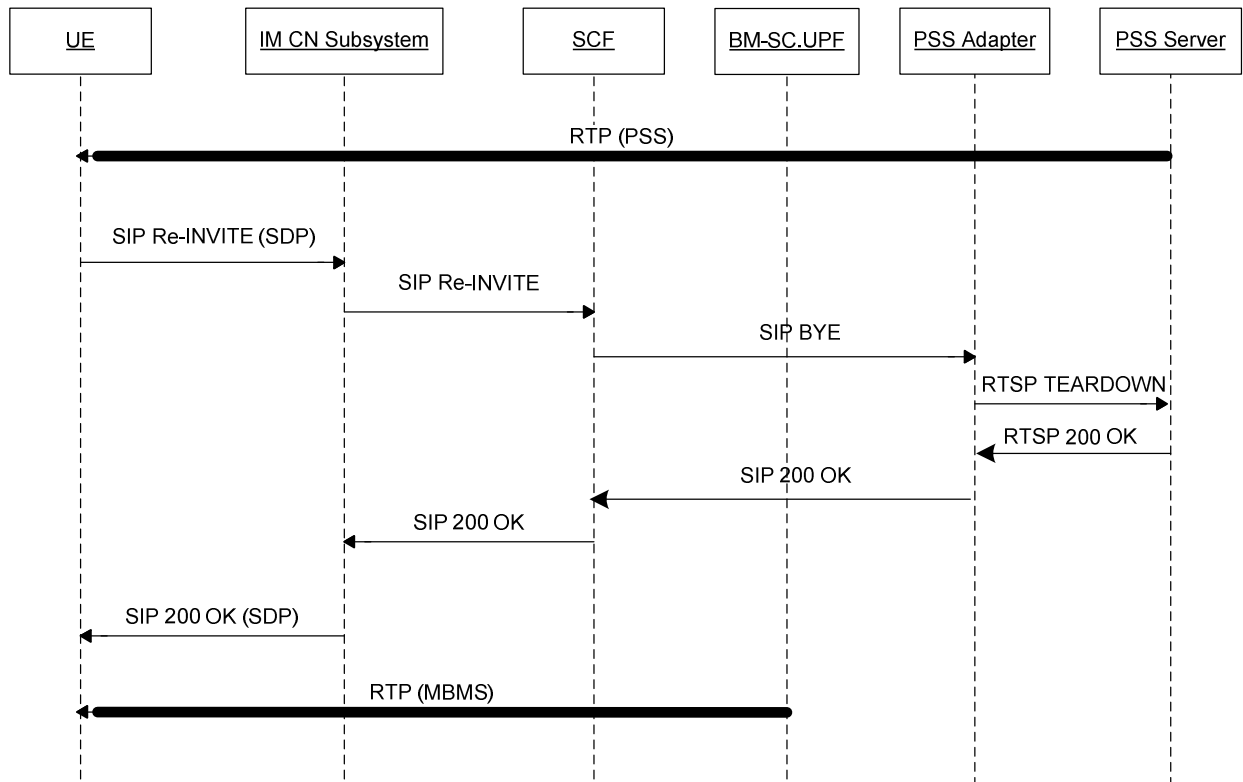 UE
IM CN Subsystem
SCF
BM-SC.UPF
PSS Adapter
PSS Server
RTP (PSS)
SIP Re-INVITE (SDP)
SIP Re-INVITE
SIP BYE
RTSP TEARDOWN
RTSP 200 OK
SIP 200 OK
SIP 200 OK
SIP 200 OK (SDP)
RTP (MBMS)